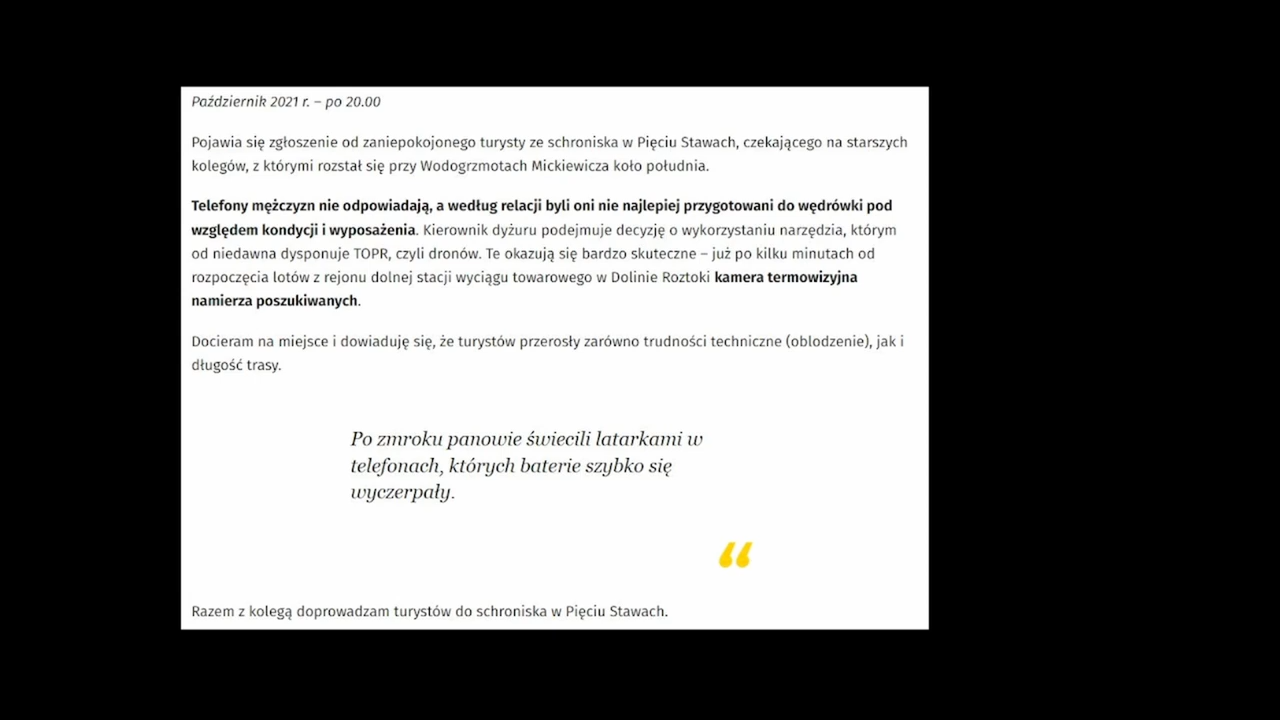 Październik 2021 r. – po 20.00
Pojawia się zgłoszenie od zaniepokojonego turysty ze schroniska w Pięciu Stawach, czekającego na starszych
kolegów, z którymi rozstał się przy Wodogrzmotach Mickiewicza koło południa.
Telefony mężczyzn nie odpowiadają, a według relacji byli oni nie najlepiej przygotowani do wędrówki pod
względem kondycji i wyposażenia. Kierownik dyżuru podejmuje decyzję o wykorzystaniu narzędzia, którym
od niedawna dysponuje TOPR, czyli dronów. Te okazują się bardzo skuteczne – już po kilku minutach od
rozpoczęcia lotów z rejonu dolnej stacji wyciągu towarowego w Dolinie Roztoki kamera termowizyjna
namierza poszukiwanych.
Docieram na miejsce i dowiaduję się, że turystów przerosły zarówno trudności techniczne (oblodzenie), jak i
długość trasy.
Po zmroku panowie świecili latarkami w
telefonach, których baterie szybko się
wyczerpały.
“
Razem z kolegą doprowadzam turystów do schroniska w Pięciu Stawach.